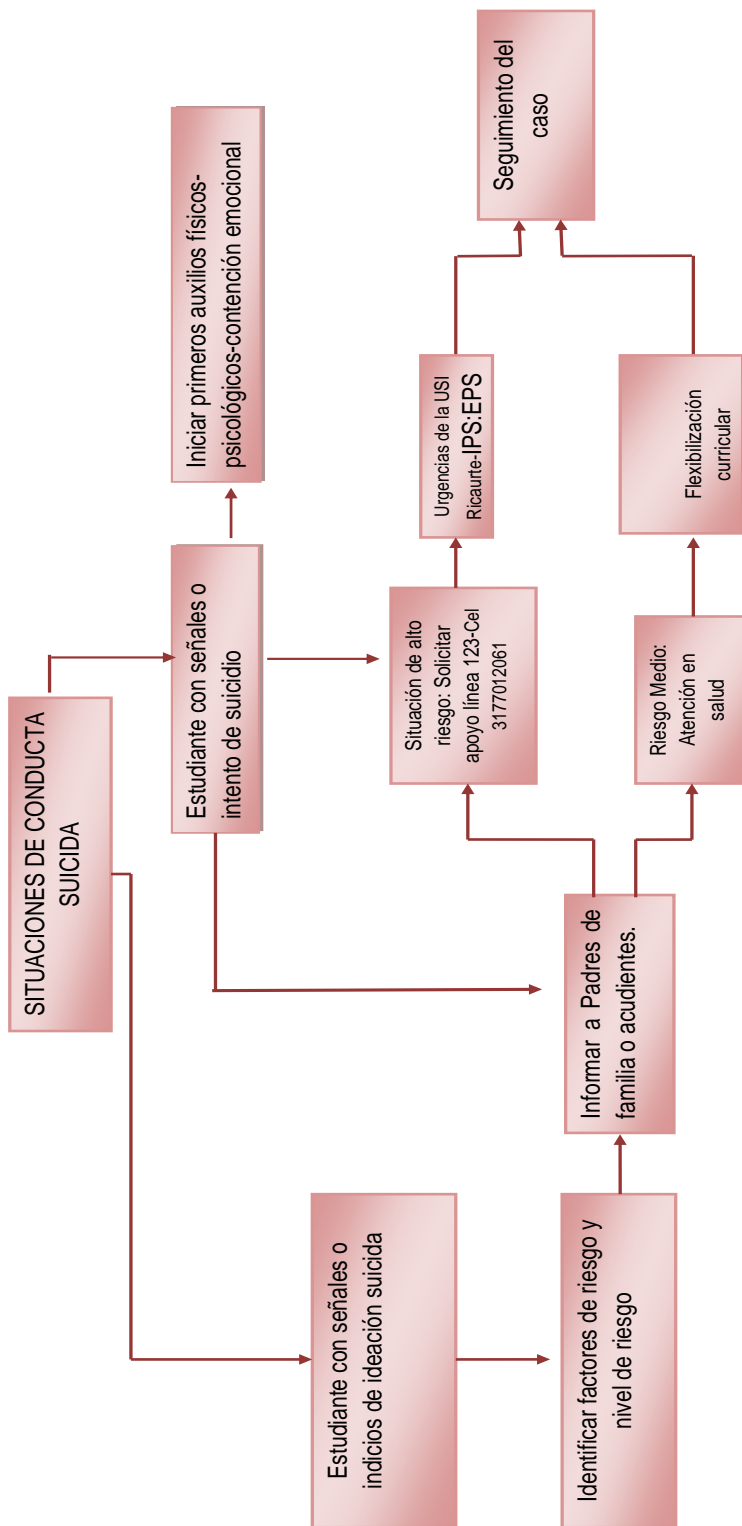 SITUACIONES DE CONDUCTA
SUICIDA
Estudiante con señales o
indicios de ideación suicida
Estudiante con señales o
intento de suicidio
Iniciar primeros auxilios físicos-
psicológicos-contención emocional
Identificar factores de riesgo y
nivel de riesgo
Informar a Padres de
familia o acudientes.
Situación de alto
riesgo: Solicitar
apoyo línea 123-Cel
3177012061
Urgencias de la USI
Ricaurte-IPS:EPS
Riesgo Medio:
Atención en
salud
Flexibilización
curricular
Seguimiento del
caso